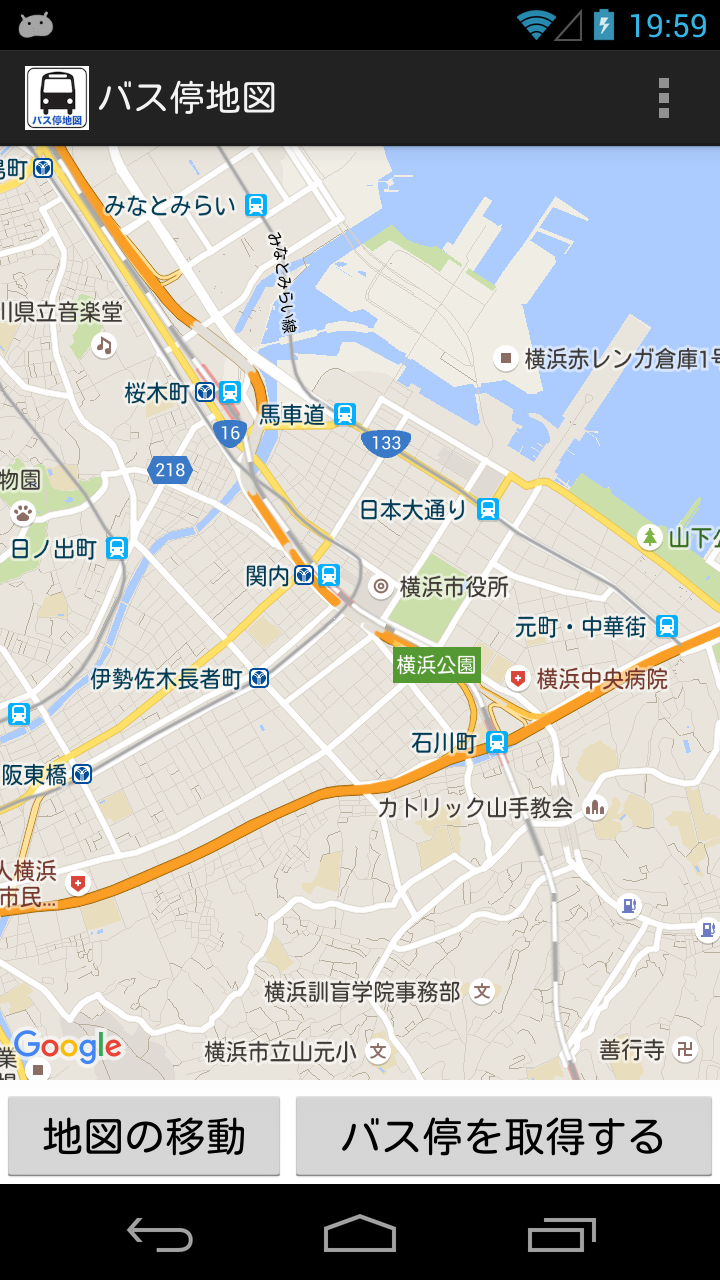 19:59
バス停地図
バス停地図
みなとみらい
みなとみらい線
川県立音楽堂
横浜赤レンガ倉庫1号
桜木町
馬車道
16
133
218
物園
日本大通り
日ノ出町
山下公
関内
横浜市役所
元町・中華街
横浜公園
伊勢佐木長者町
横浜中央病院
石川町
阪東橋
カトリック山手教会
人横浜
市民...
横浜訓盲学院事務部
Google
横浜市立山元小
善行寺
業
地図の移動
バス停を取得する